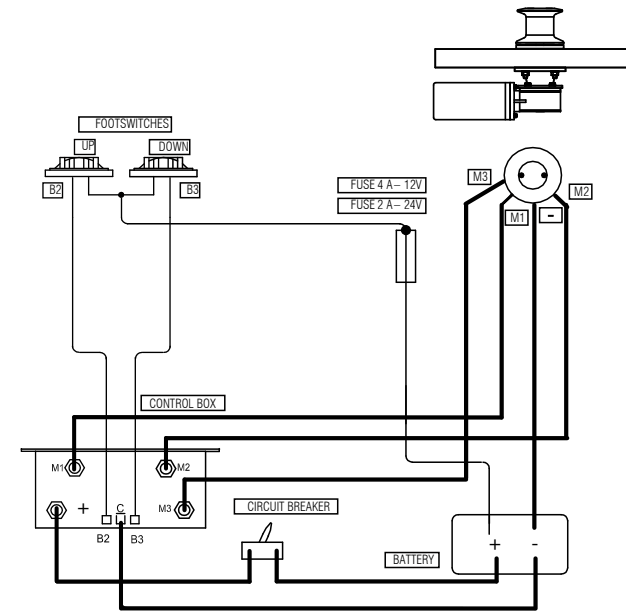 FOOTSWITCHES
UP
DOWN
B2
B3
FUSE 4 A– 12V
FUSE 2 A– 24V
M3
M2
M1
-
CONTROL BOX
M1
M2
+
C
M3
B2
B3
CIRCUIT BREAKER
BATTERY
+
-